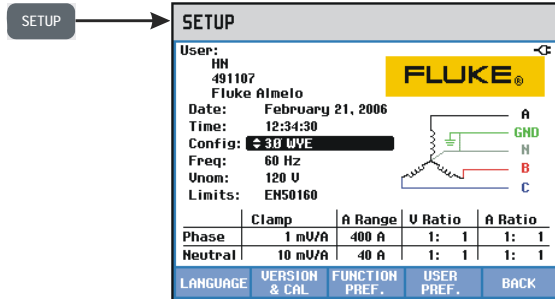 SETUP
SETUP
User:
HN
491107
Fluke Almelo
FLUKE®
Date: February 21, 2006
Time: 12:34:30
Config: 3Ø WYE
Freq: 60 Hz
Vnom: 120 V
Limits: EN50160
A
GND
N
B
C
Clamp A Range V Ratio A Ratio
Phase 1 mV/A 400 A 1: 1 1: 1
Neutral 10 mV/A 40 A 1: 1 1: 1
LANGUAGE VERSION & CAL FUNCTION PREF. USER PREF. BACK